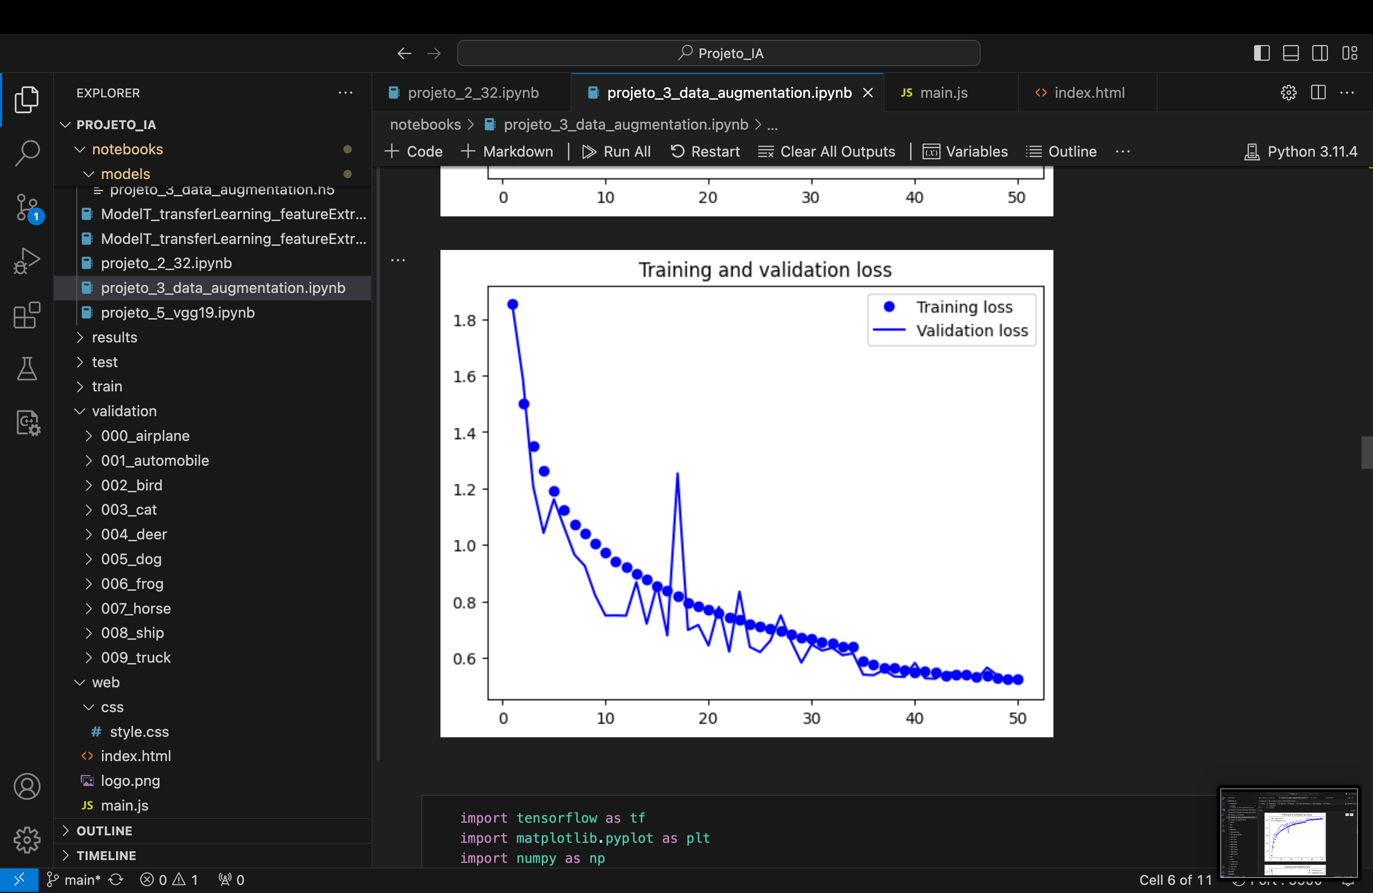 Projeto_IA
EXPLORER
PROJETO_IA
notebooks
models
projeto_3_data_augmentation.h5
ModelT_transferLearning_featureExtr...
ModelT_transferLearning_featureExtr...
projeto_2_32.ipynb
projeto_3_data_augmentation.ipynb
projeto_5_vgg19.ipynb
results
test
train
validation
000_airplane
001_automobile
002_bird
003_cat
004_deer
005_dog
006_frog
007_horse
008_ship
009_truck
web
css
# style.css
<> index.html
logo.png
JS main.js
OUTLINE
TIMELINE
1
projeto_2_32.ipynb projeto_3_data_augmentation.ipynb JS main.js <> index.html
notebooks > projeto_3_data_augmentation.ipynb > ...
+ Code + Markdown | Run All Restart Clear All Outputs | Variables Outline ... Python 3.11.4
0 10 20 30 40 50
...
Training and validation loss
Training loss
Validation loss
1.8
1.6
1.4
1.2
1.0
0.8
0.6
0 10 20 30 40 50
import tensorflow as tf
import matplotlib.pyplot as plt
import numpy as np
main* 0 1 0 Cell 6 of 11